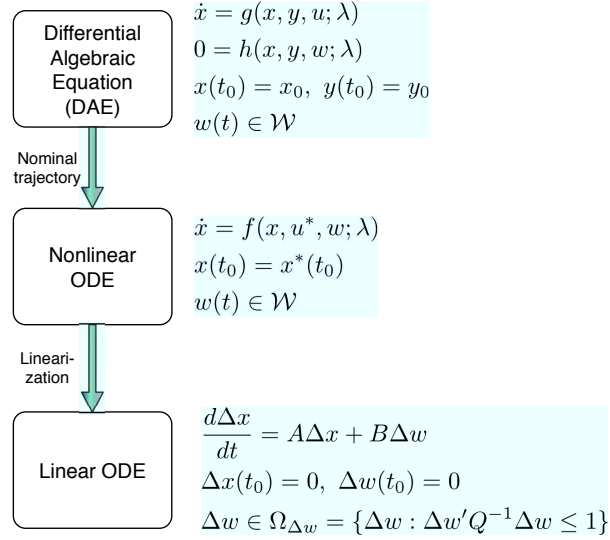 Differential
Algebraic
Equation
(DAE)
ẋ = g(x, y, u; λ)
0 = h(x, y, w; λ)
x(t₀) = x₀, y(t₀) = y₀
w(t) ∈ 𝒲
Nominal
trajectory
Nonlinear
ODE
ẋ = f(x, u*, w; λ)
x(t₀) = x*(t₀)
w(t) ∈ 𝒲
Lineari-
zation
Linear ODE
dΔx/dt = AΔx + BΔw
Δx(t₀) = 0, Δw(t₀) = 0
Δw ∈ Ω_Δw = {Δw : Δw′Q⁻¹Δw ≤ 1}